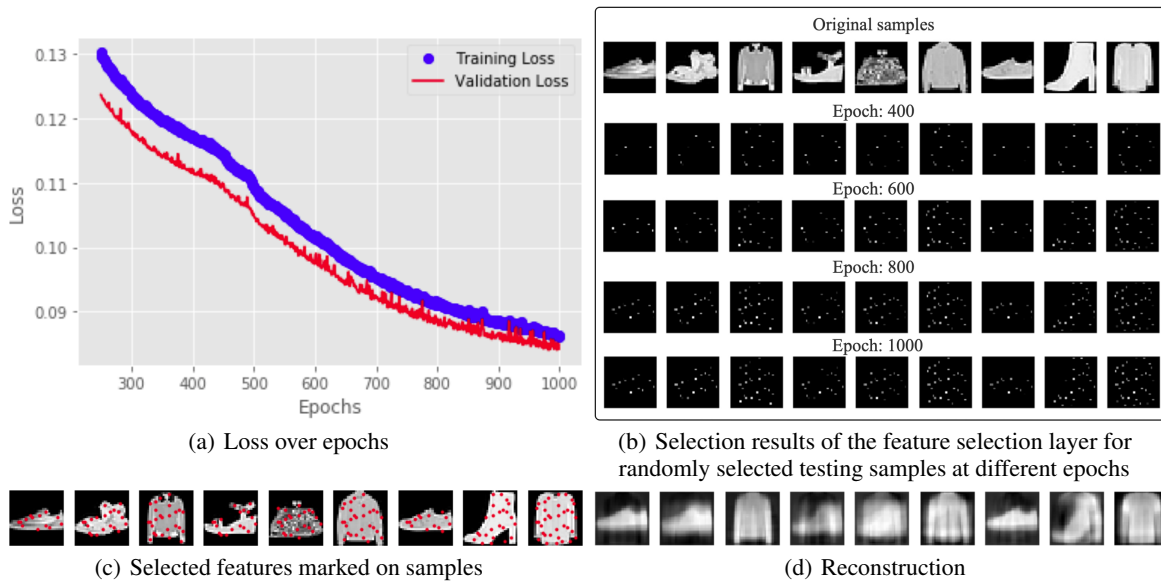 0.13
0.12
0.11
0.10
0.09
Loss
Training Loss
Validation Loss
300 400 500 600 700 800 900 1000
Epochs
(a) Loss over epochs
Original samples
Epoch: 400
Epoch: 600
Epoch: 800
Epoch: 1000
(b) Selection results of the feature selection layer for
randomly selected testing samples at different epochs
(c) Selected features marked on samples
(d) Reconstruction